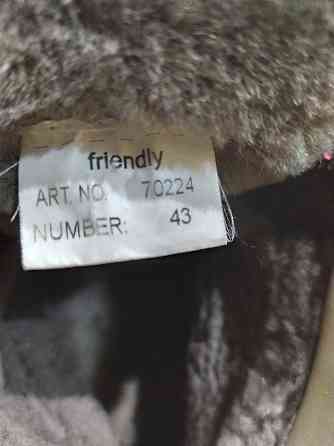 friendly
ART. NO. 70224
NUMBER: 43